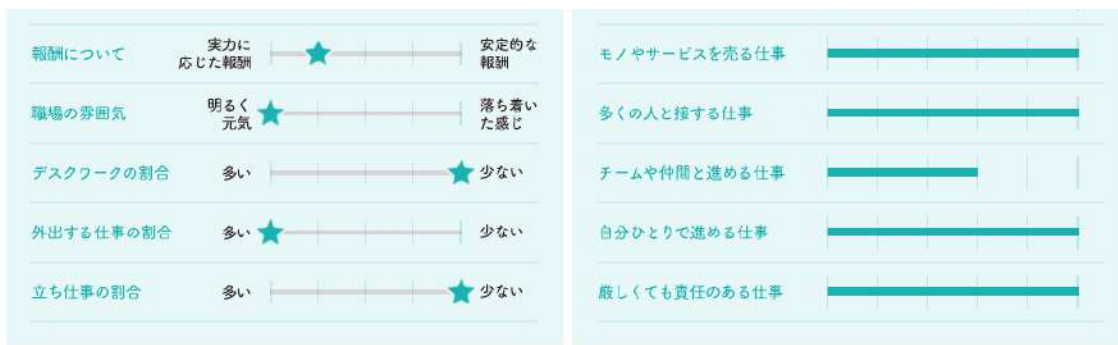 報酬について
実力に
応じた報酬
安定的な
報酬
職場の雰囲気
明るく
元気
落ち着い
た感じ
デスクワークの割合
多い
少ない
外出する仕事の割合
多い
少ない
立ち仕事の割合
多い
少ない
モノやサービスを売る仕事
多くの人と接する仕事
チームや仲間と進める仕事
自分ひとりで進める仕事
厳しくても責任のある仕事